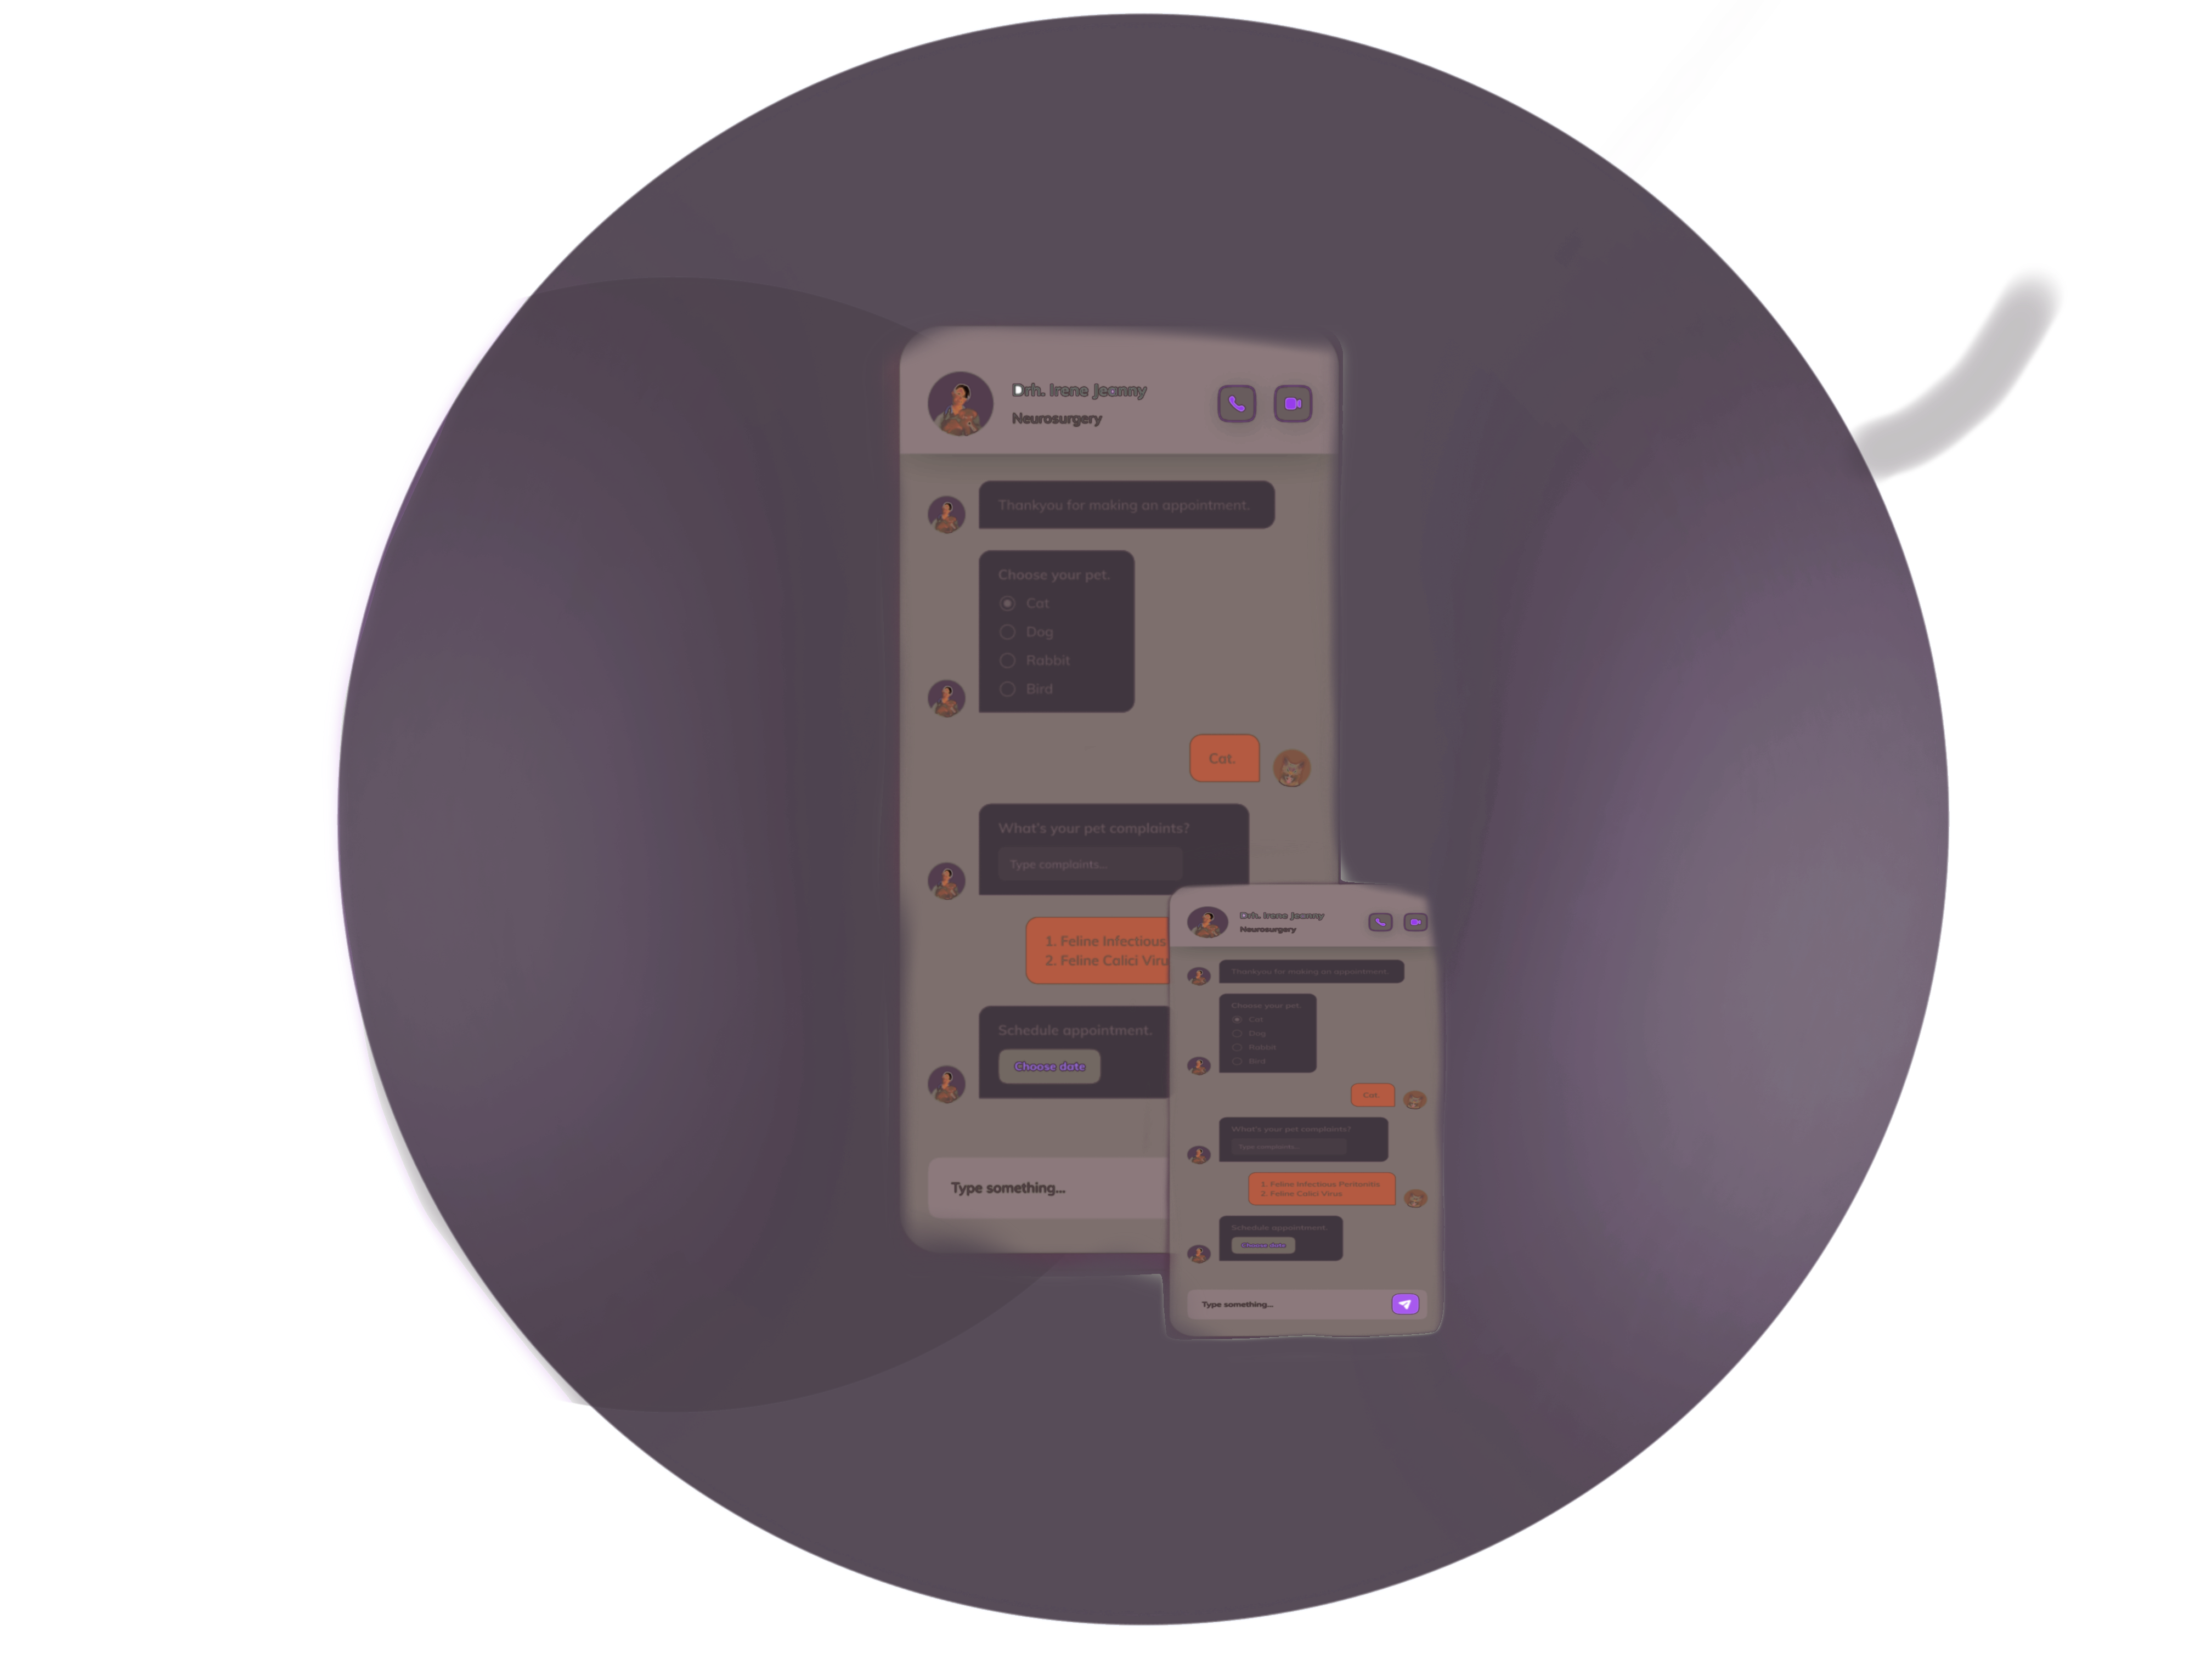 Drh. Irene Jeanny
Neurosurgery
Thankyou for making an appointment.
Choose your pet.
Cat
Dog
Rabbit
Bird
Cat.
What's your pet complaints?
Type complaints...
1. Feline Infectious
2. Feline Calici Viru
Schedule appointment.
Choose date
Type something...
Drh. Irene Jeanny
Neurosurgery
Thankyou for making an appointment.
Choose your pet.
Cat
Dog
Rabbit
Bird
Cat.
What's your pet complaints?
Type complaints...
1. Feline Infectious Peritonitis
2. Feline Calici Virus
Schedule appointment.
Choose date
Type something...